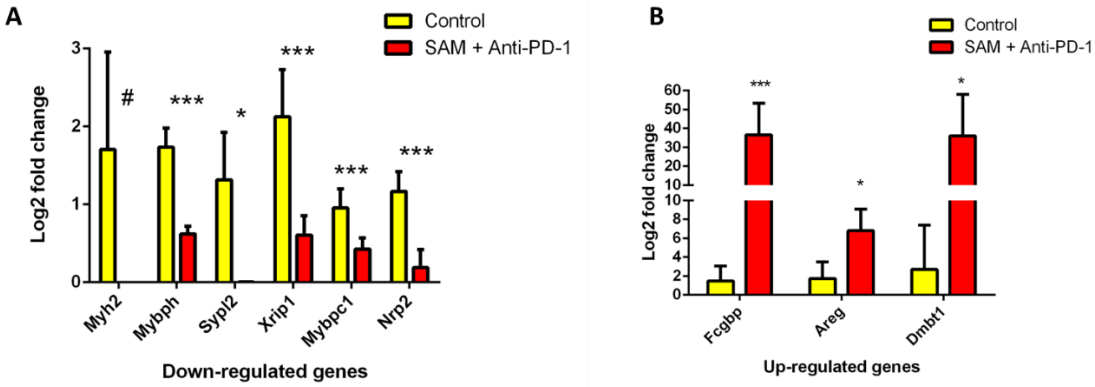 A
Control
SAM + Anti-PD-1
Log2 fold change
3
2
1
0
#
***
*
***
***
***
Myh2
Mybph
Sypl2
Xrip1
Mybpc1
Nrp2
Down-regulated genes
B
Control
SAM + Anti-PD-1
Log2 fold change
60
50
40
30
20
10
10
8
6
4
2
0
***
*
*
Fcgbp
Areg
Dmbt1
Up-regulated genes